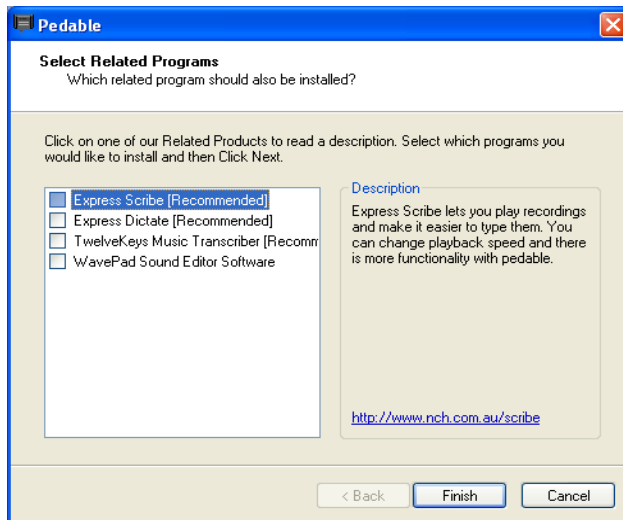 Pedable
Select Related Programs
Which related program should also be installed?
Click on one of our Related Products to read a description. Select which programs you
would like to install and then Click Next.
Express Scribe [Recommended]
Express Dictate [Recommended]
TwelveKeys Music Transcriber [Recomm
WavePad Sound Editor Software
Description
Express Scribe lets you play recordings
and make it easier to type them. You
can change playback speed and there
is more functionality with pedable.
http://www.nch.com.au/scribe
< Back
Finish
Cancel